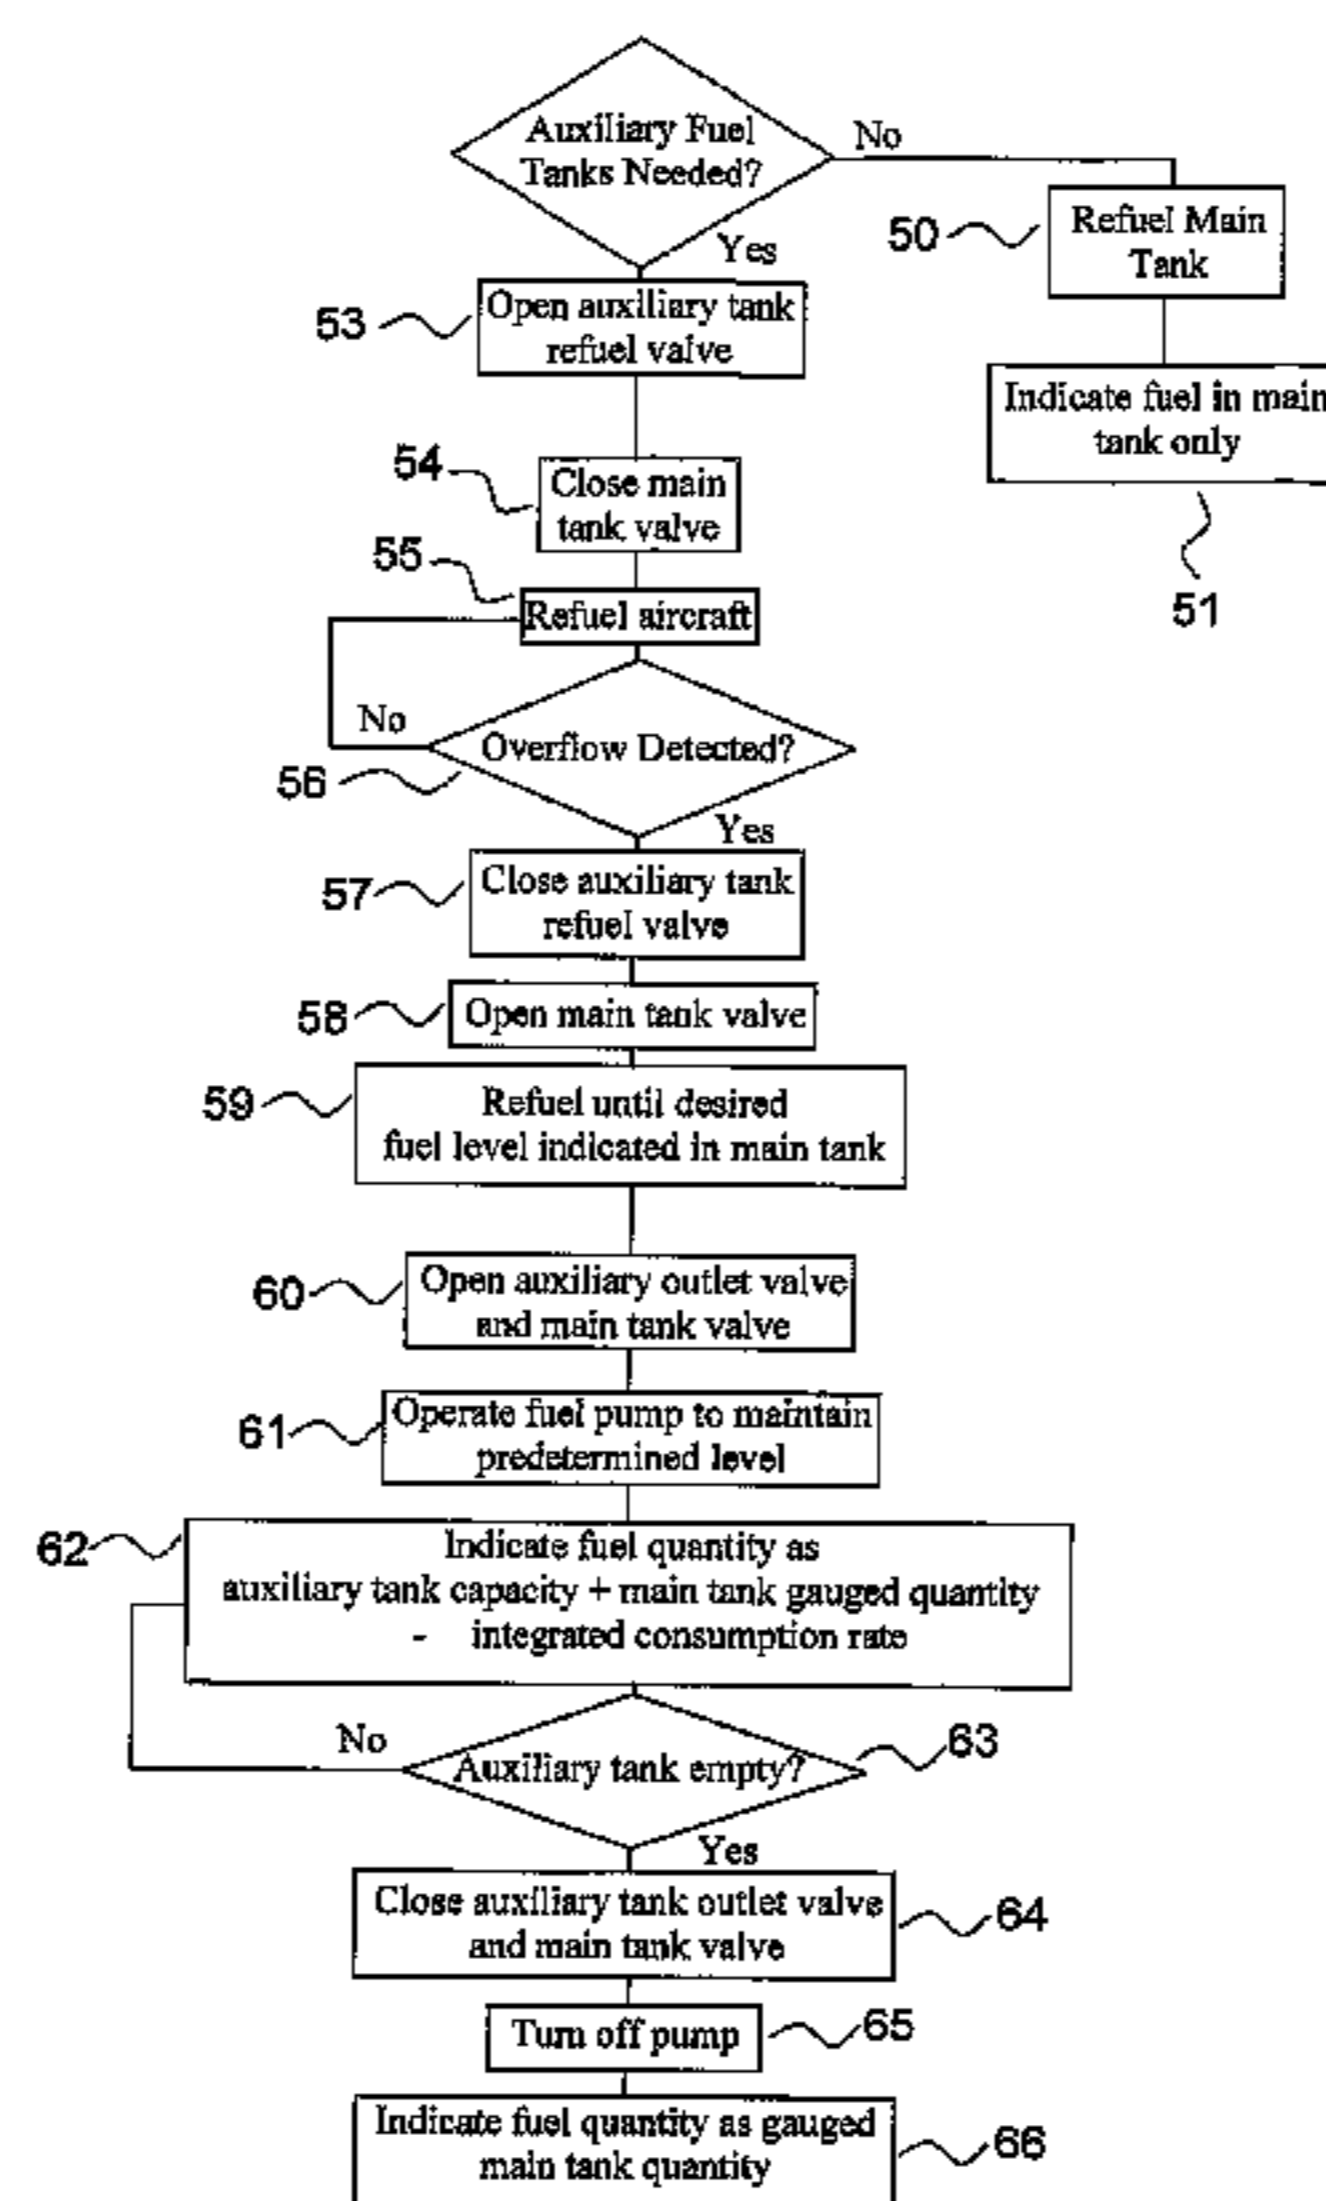 Auxiliary Fuel
Tanks Needed?
No
Yes
50
Refuel Main
Tank
Indicate fuel in main
tank only
51
53
Open auxiliary tank
refuel valve
54
Close main
tank valve
55
Refuel aircraft
No
Overflow Detected?
56
Yes
57
Close auxiliary tank
refuel valve
58
Open main tank valve
59
Refuel until desired
fuel level indicated in main tank
60
Open auxiliary outlet valve
and main tank valve
61
Operate fuel pump to maintain
predetermined level
62
Indicate fuel quantity as
auxiliary tank capacity + main tank gauged quantity
- integrated consumption rate
No
Auxiliary tank empty?
63
Yes
Close auxiliary tank outlet valve
and main tank valve
64
Turn off pump
65
Indicate fuel quantity as gauged
main tank quantity
66